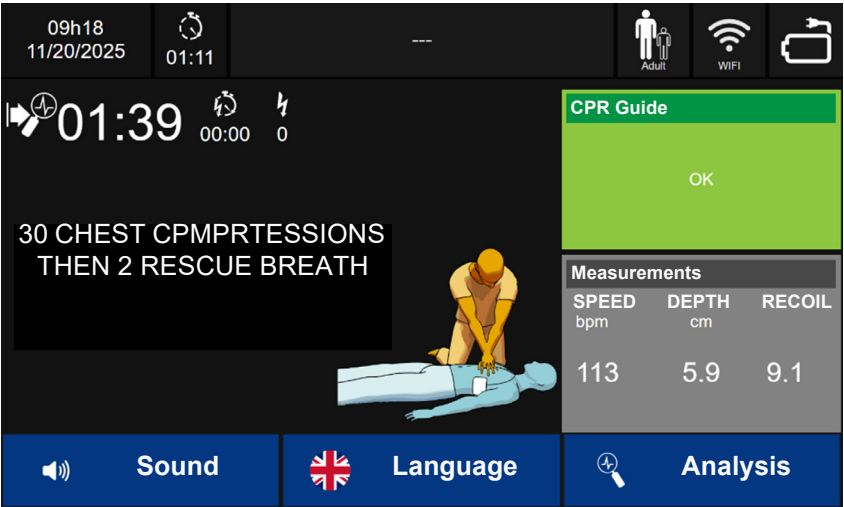 09h18
11/20/2025
01:11
---
Adult
WIFI
01:39
00:00
0
CPR Guide
OK
30 CHEST CPMPRTESSIONS
THEN 2 RESCUE BREATH
Measurements
SPEED DEPTH RECOIL
bpm cm
113 5.9 9.1
Sound
Language
Analysis